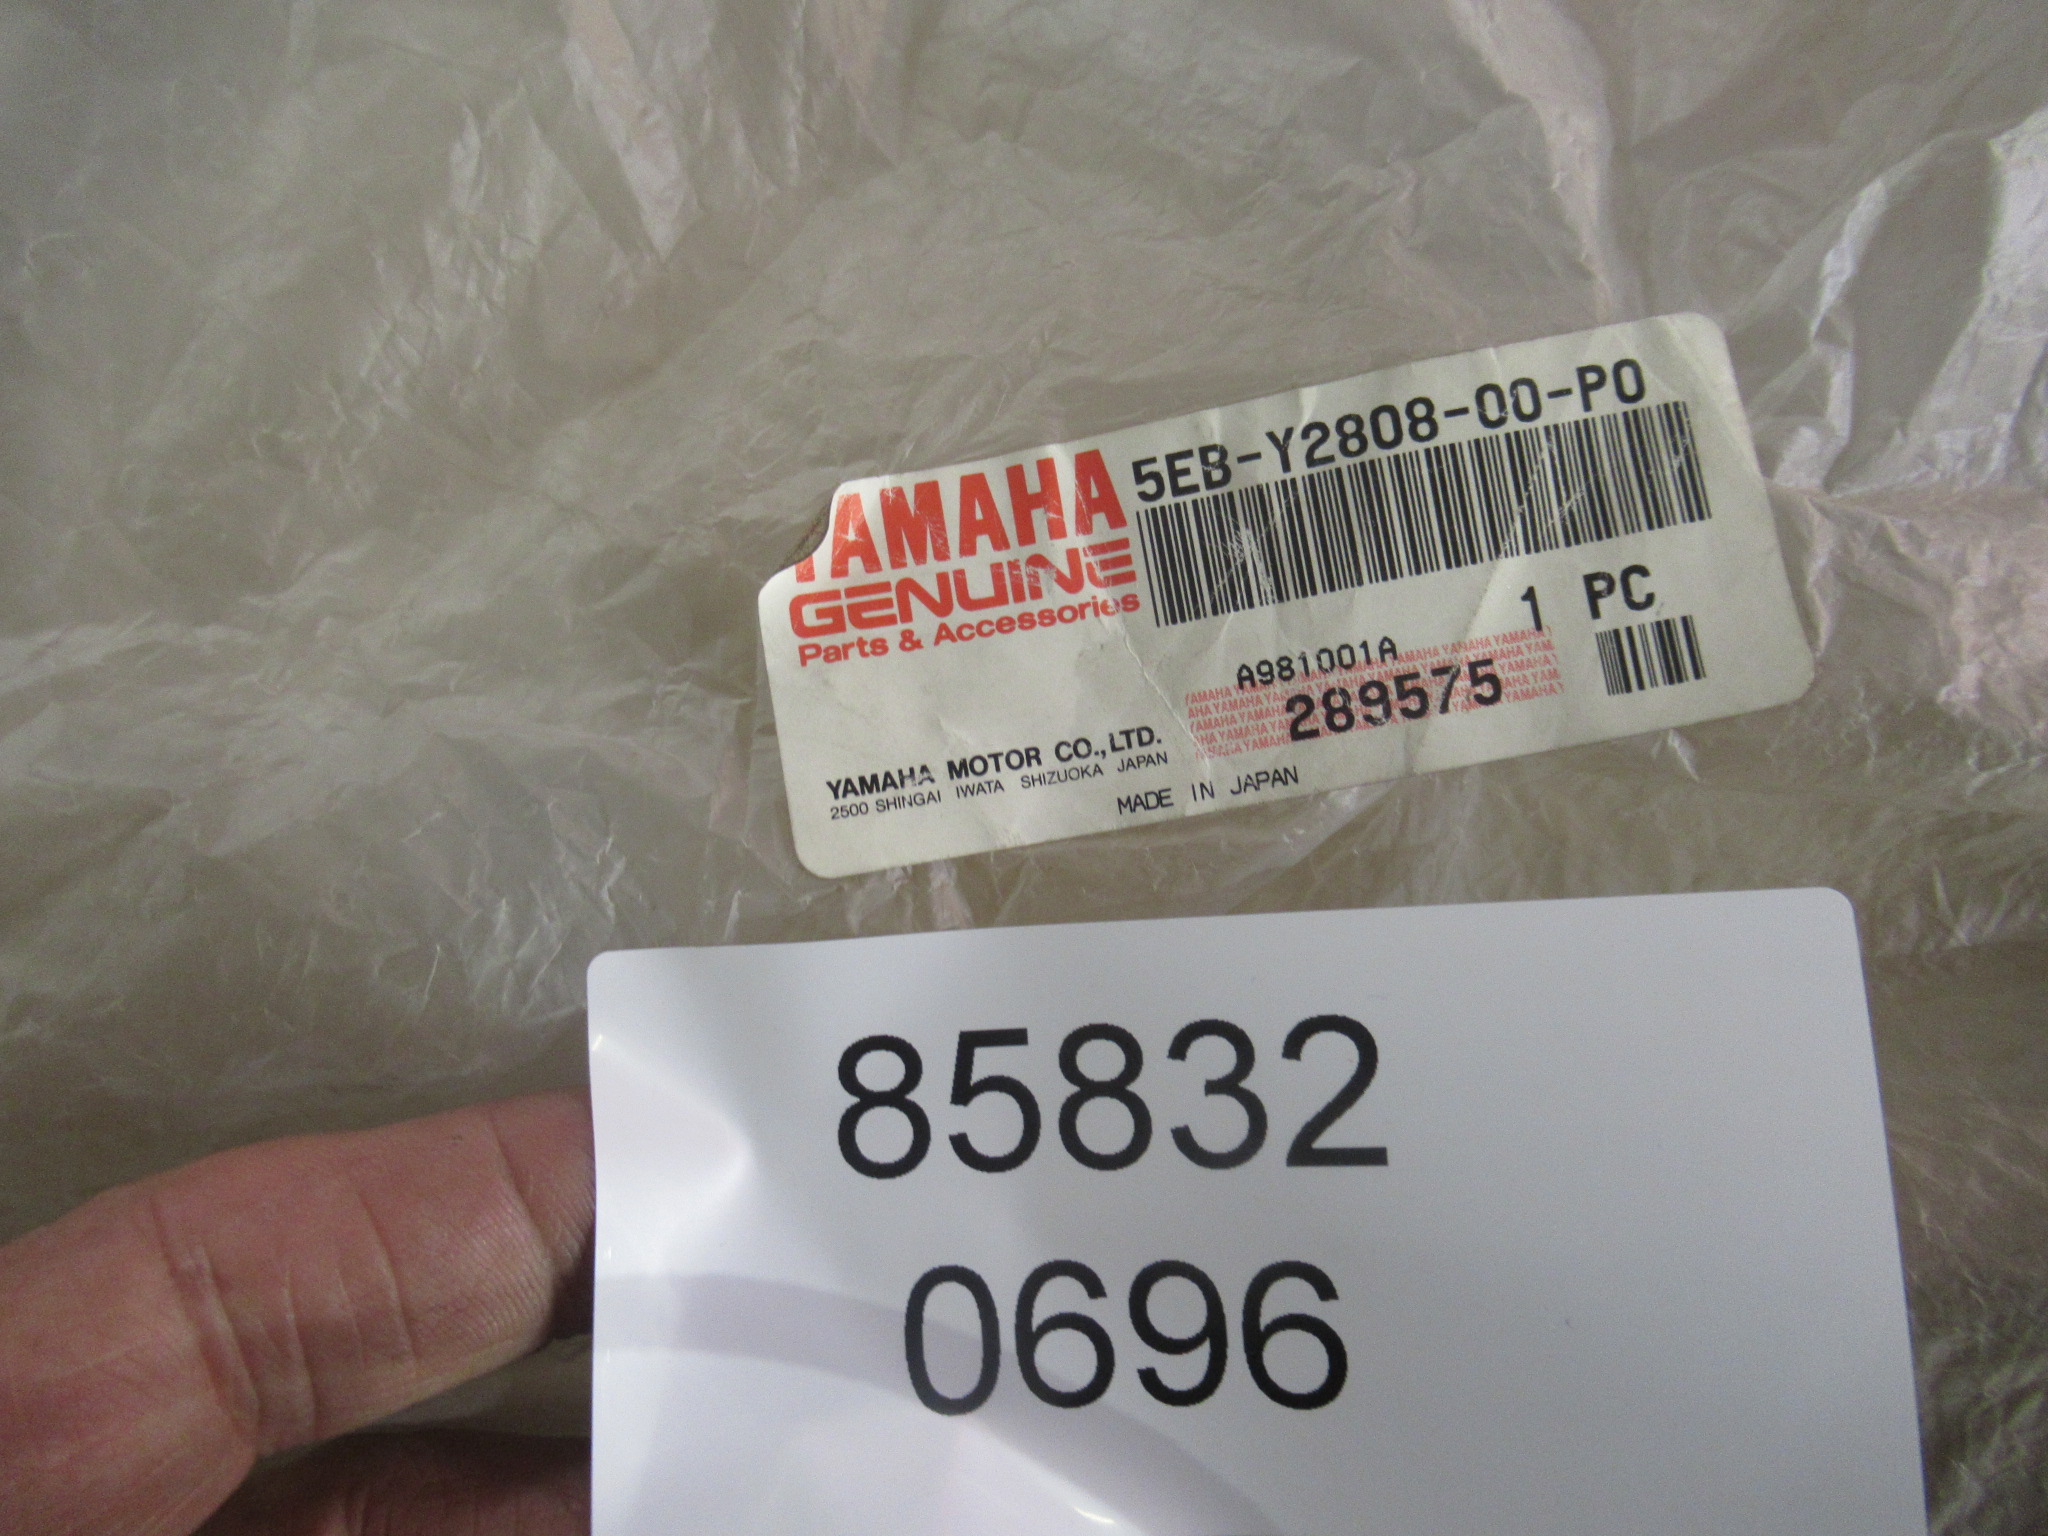 YAMAHA
GENUINE
Parts & Accessories
5EB-Y2808-00-P0
1 PC
A981001A
289575
YAMAHA MOTOR CO., LTD.
2500 SHINGAI IWATA SHIZUOKA JAPAN
MADE IN JAPAN
85832
0696